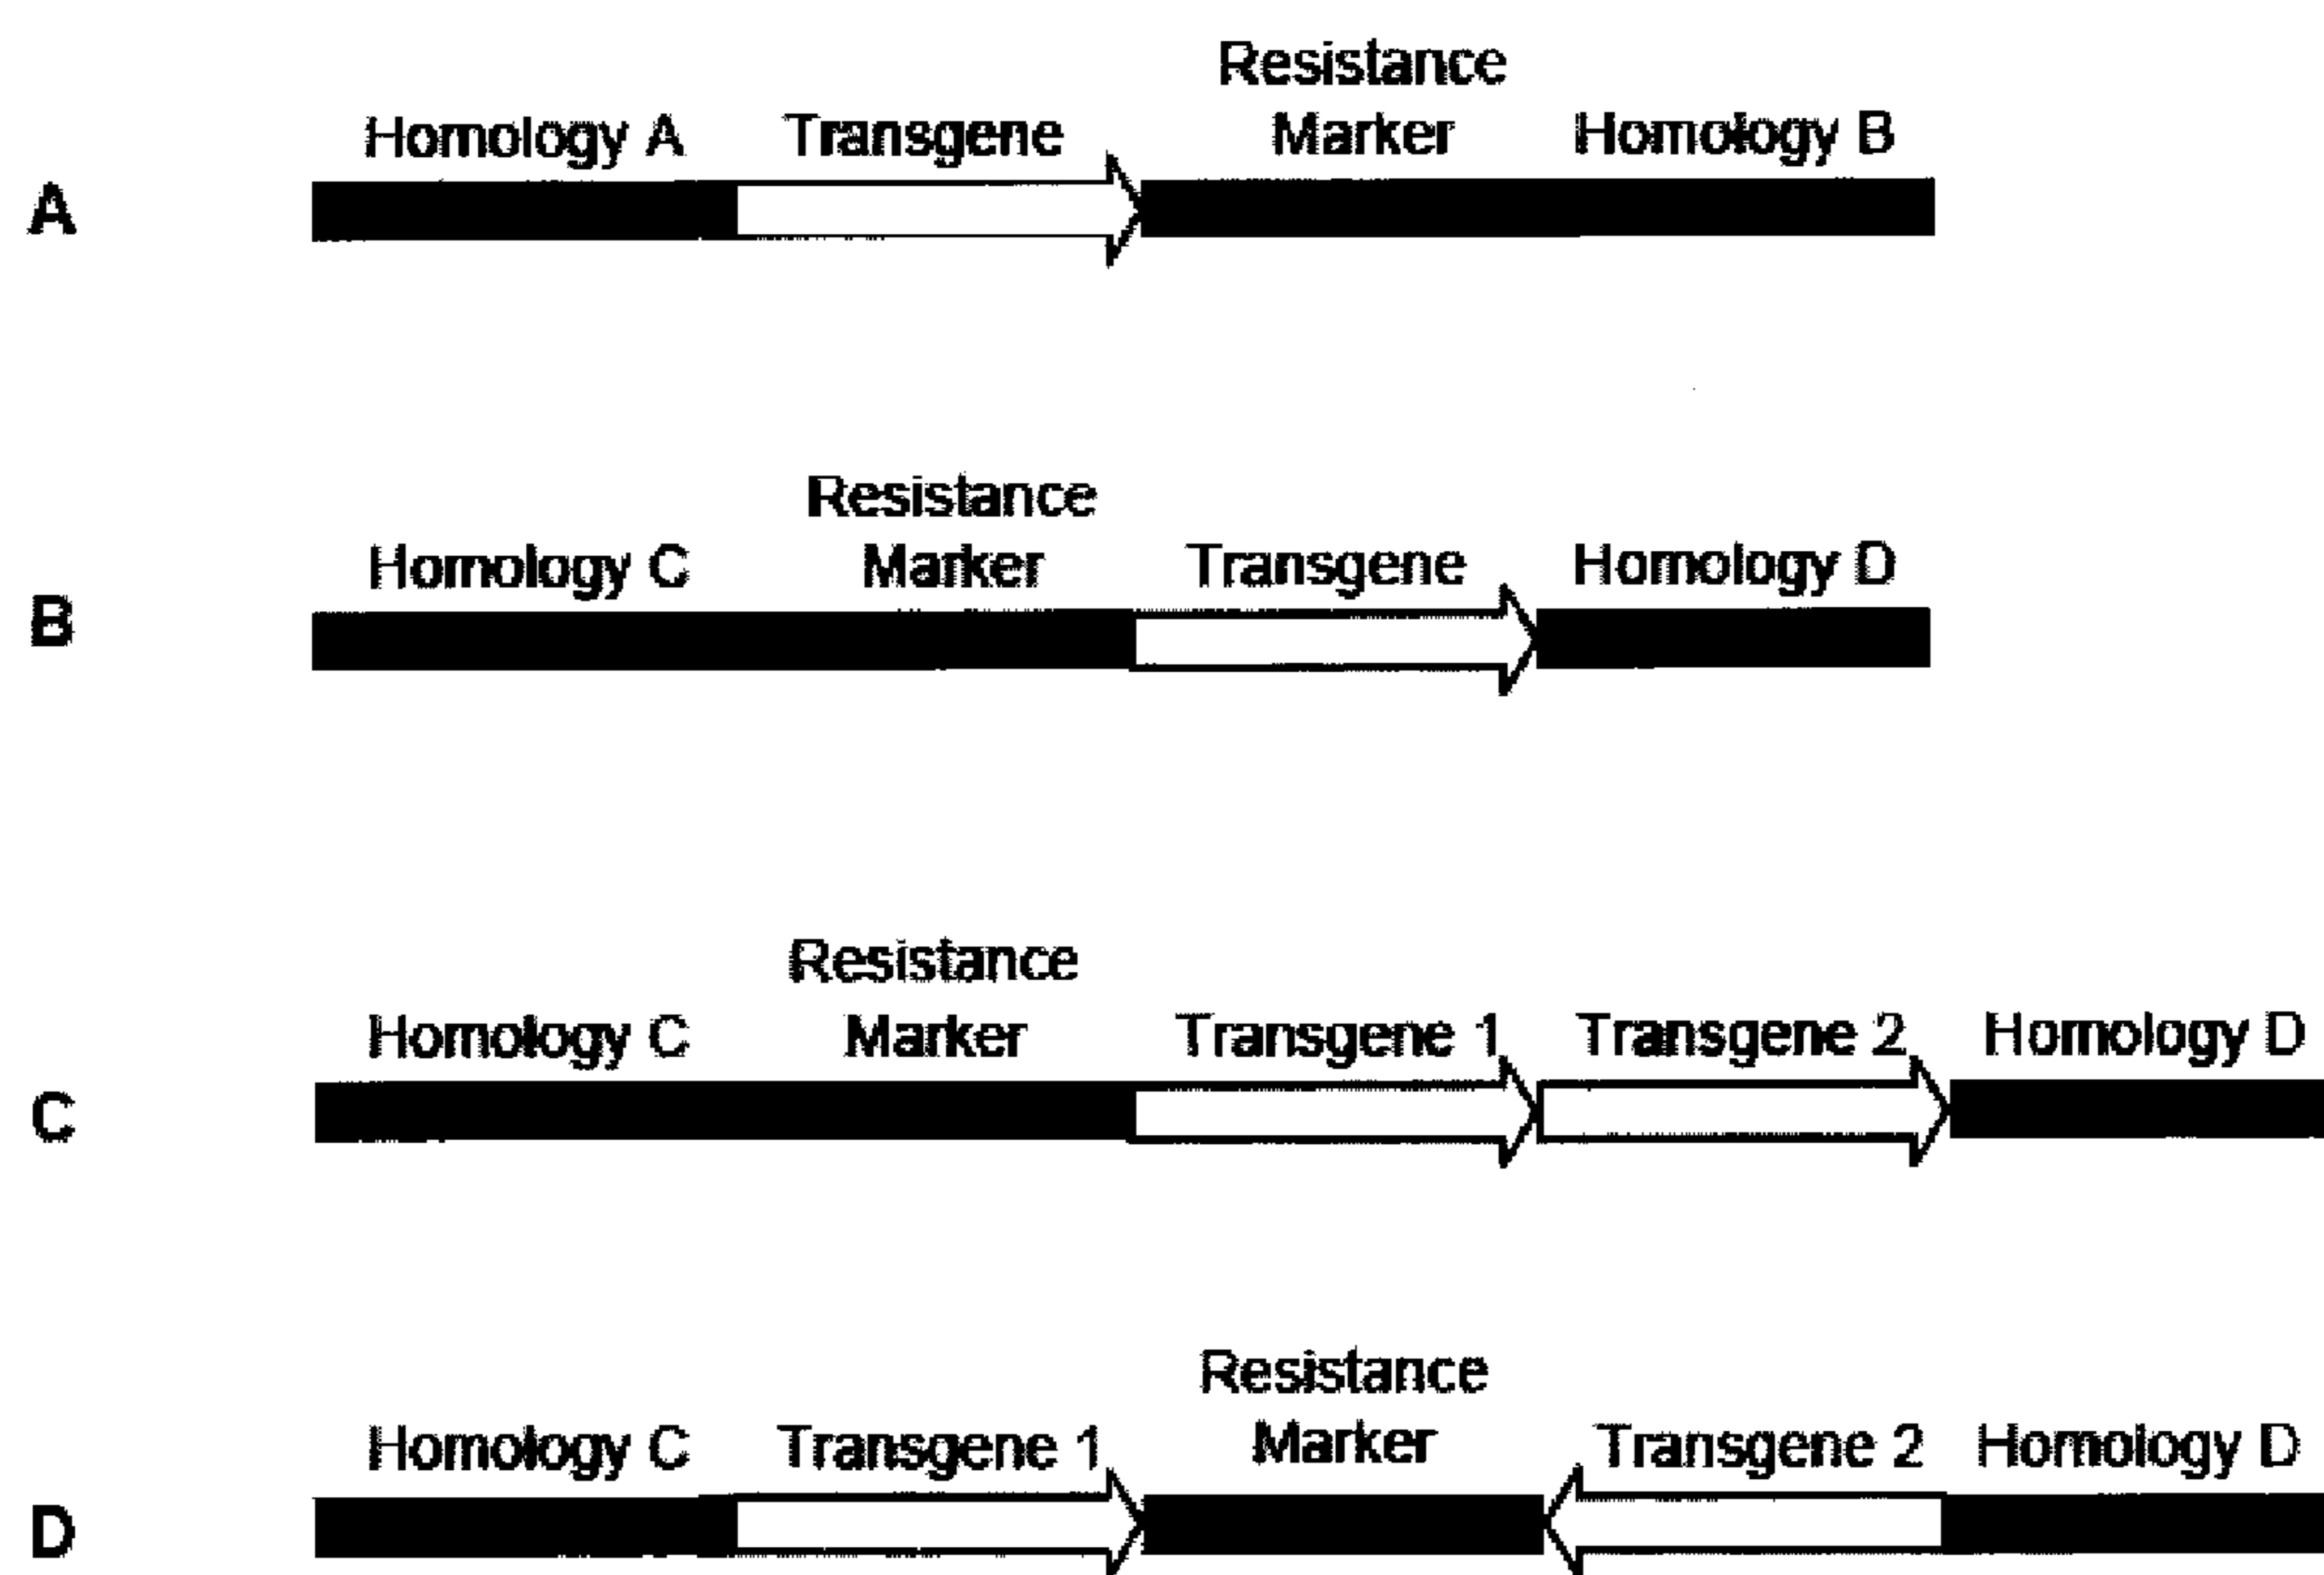 Resistance
Homology A Transgene Marker Homology B
A
Resistance
Homology C Marker Transgene Homology D
B
Resistance
Homology C Marker Transgene 1 Transgene 2 Homology D
C
Resistance
Homology C Transgene 1 Marker Transgene 2 Homology D
D